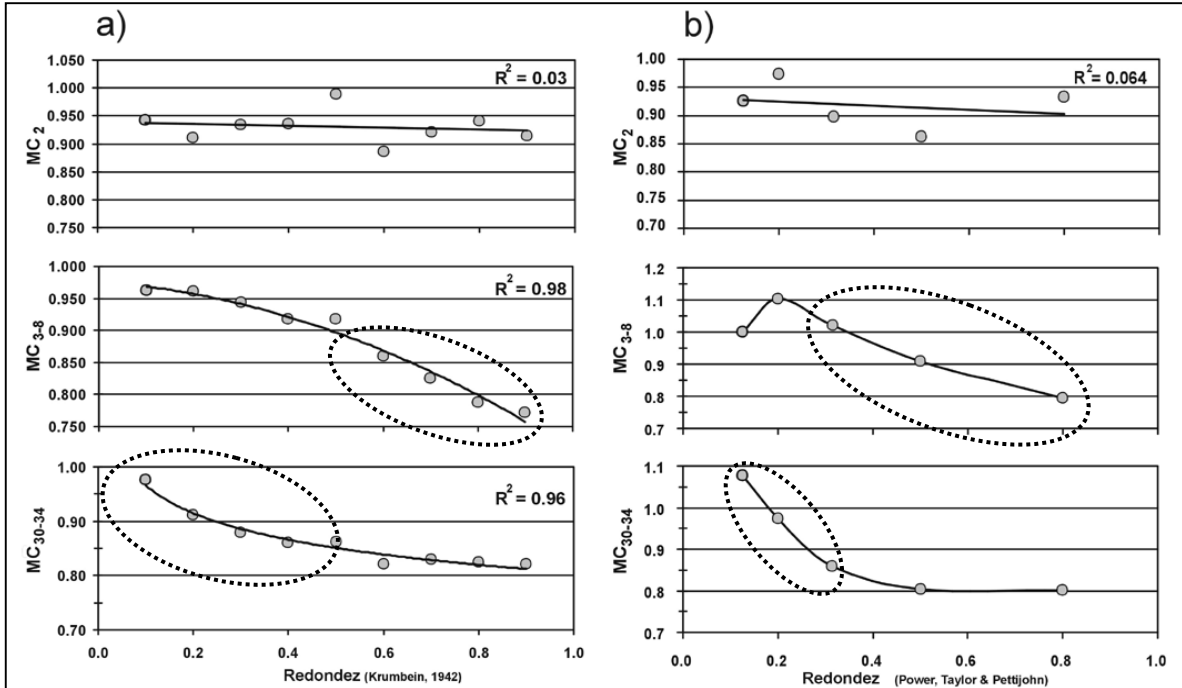 a)
1.050
1.000
0.950
0.900
0.850
0.800
0.750
MC2
R2 = 0.03
1.000
0.950
0.900
0.850
0.800
0.750
MC3-8
R2 = 0.98
1.00
0.90
0.80
0.70
MC30-34
R2 = 0.96
0.0 0.2 0.4 0.6 0.8 1.0
Redondez (Krumbein, 1942)
b)
1.00
0.95
0.90
0.85
0.80
0.75
0.70
MC2
R2 = 0.064
1.2
1.1
1.0
0.9
0.8
0.7
MC3-8
1.1
1.0
0.9
0.8
0.7
MC30-34
0.0 0.2 0.4 0.6 0.8 1.0
Redondez (Power, Taylor & Pettijohn)